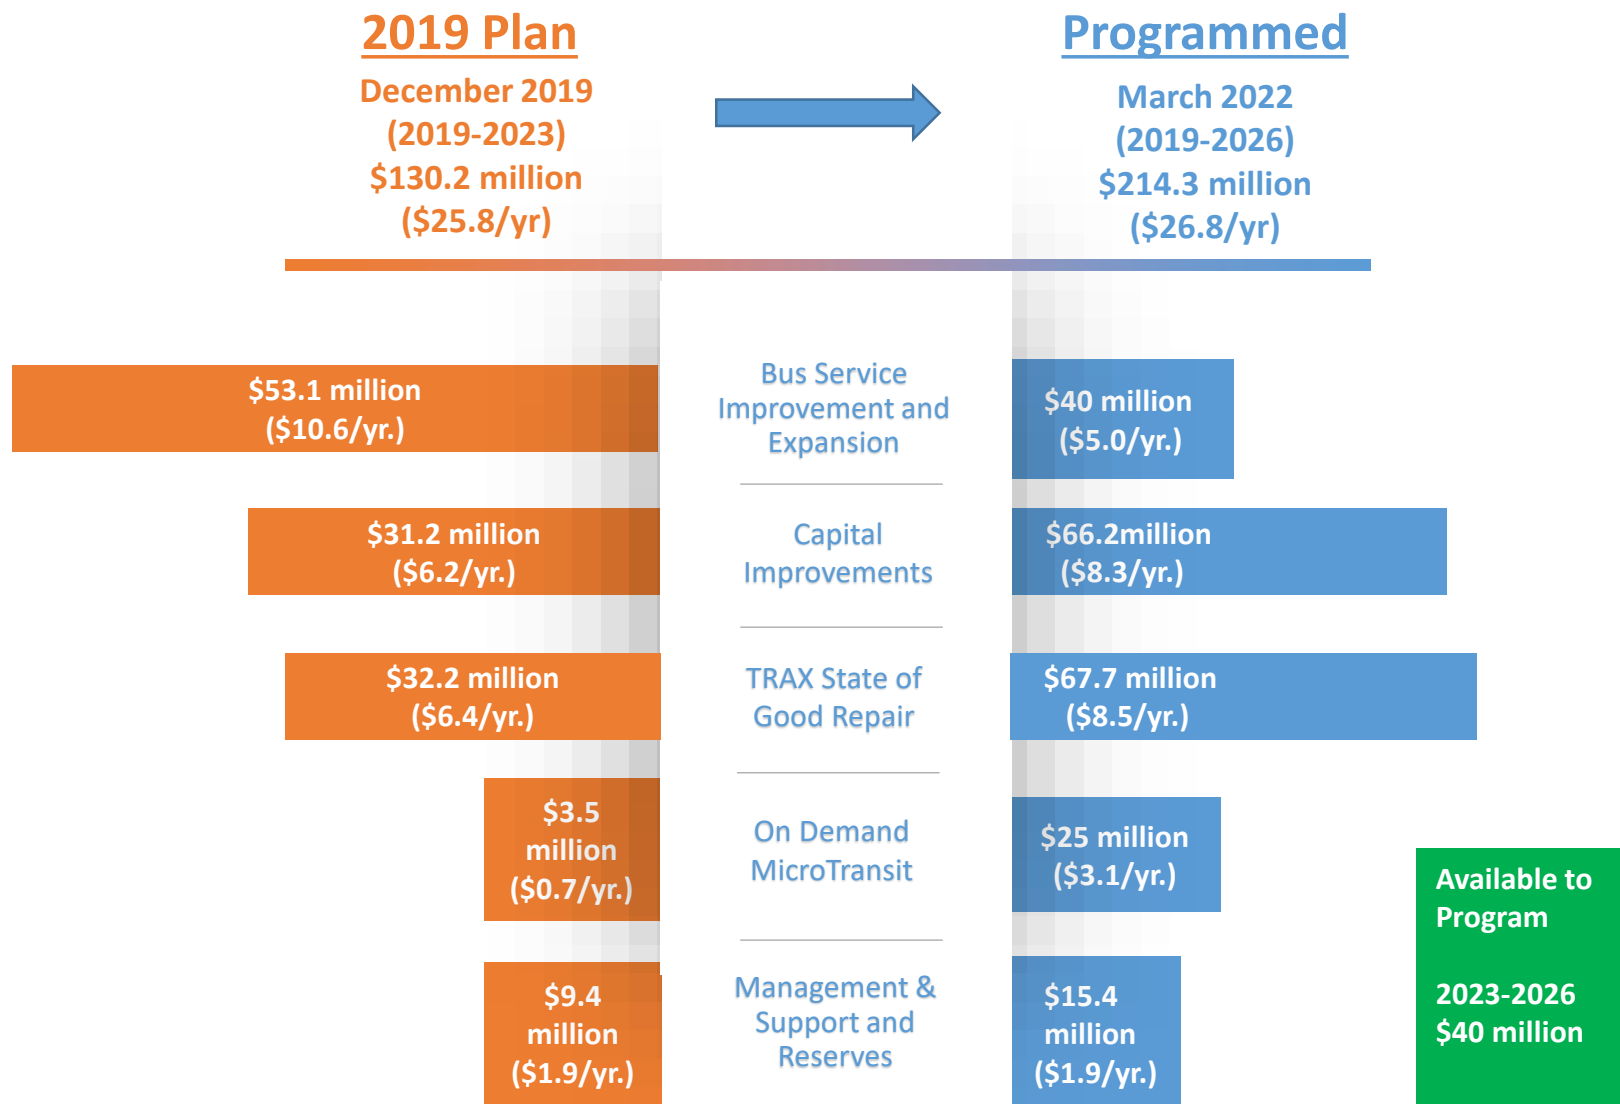 2019 Plan
December 2019
(2019-2023)
$130.2 million
($25.8/yr)
Programmed
March 2022
(2019-2026)
$214.3 million
($26.8/yr)
$53.1 million
($10.6/yr.)
Bus Service
Improvement and
Expansion
$40 million
($5.0/yr.)
$31.2 million
($6.2/yr.)
Capital
Improvements
$66.2million
($8.3/yr.)
$32.2 million
($6.4/yr.)
TRAX State of
Good Repair
$67.7 million
($8.5/yr.)
$3.5
million
($0.7/yr.)
On Demand
MicroTransit
$25 million
($3.1/yr.)
$9.4
million
($1.9/yr.)
Management &
Support and
Reserves
$15.4
million
($1.9/yr.)
Available to
Program
2023-2026
$40 million